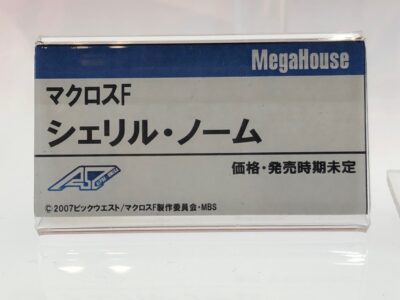 MegaHouse
マクロスF
シェリル・ノーム
価格・発売時期未定
©2007ビックウエスト/マクロスF製作委員会・MBS